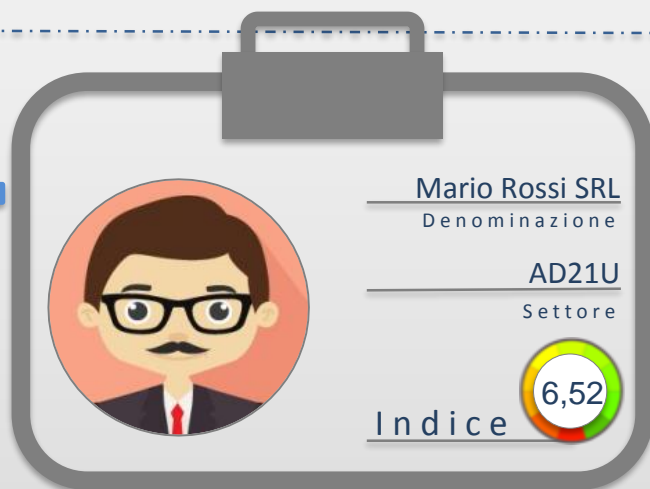 Mario Rossi SRL
Denominazione
AD21U
Settore
6,52
Indice